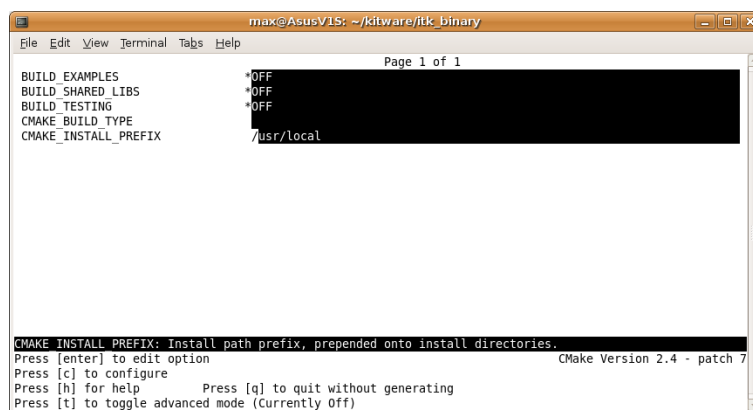 max@AsusV1S: ~/kitware/itk_binary
File Edit View Terminal Tabs Help
Page 1 of 1
BUILD_EXAMPLES *OFF
BUILD_SHARED_LIBS *OFF
BUILD_TESTING *OFF
CMAKE_BUILD_TYPE
CMAKE_INSTALL_PREFIX /usr/local
CMAKE_INSTALL_PREFIX: Install path prefix, prepended onto install directories.
Press [enter] to edit option CMake Version 2.4 - patch 7
Press [c] to configure
Press [h] for help Press [q] to quit without generating
Press [t] to toggle advanced mode (Currently Off)